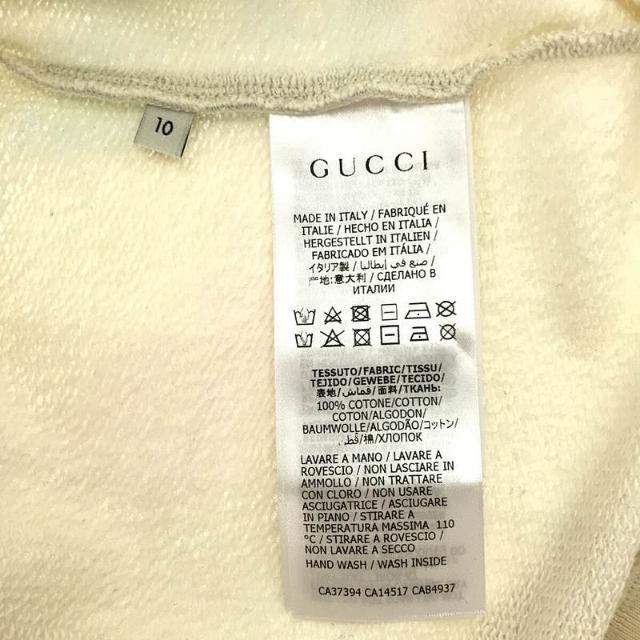 10
GUCCI
MADE IN ITALY / FABRIQUÉ EN
ITALIE / HECHO EN ITALIA /
HERGESTELLT IN ITALIEN /
FABRICADO EM ITÁLIA /
イタリア製 / صنع في إيطاليا /
产地:意大利 / СДЕЛАНО В
ИТАЛИИ
TESSUTO/FABRIC/TISSU/
TEJIDO/GEWEBE/TECIDO/
表地/قماش/面料/ТКАНЬ:
100% COTONE/COTTON/
COTON/ALGODON/
BAUMWOLLE/ALGODÃO/コットン/
قطن/棉/ХЛОПОК
LAVARE A MANO / LAVARE A
ROVESCIO / NON LASCIARE IN
AMMOLLO / NON TRATTARE
CON CLORO / NON USARE
ASCIUGATRICE / ASCIUGARE
IN PIANO / STIRARE A
TEMPERATURA MASSIMA 110
°C / STIRARE A ROVESCIO /
NON LAVARE A SECCO
HAND WASH / WASH INSIDE
CA37394 CA14517 CA84937